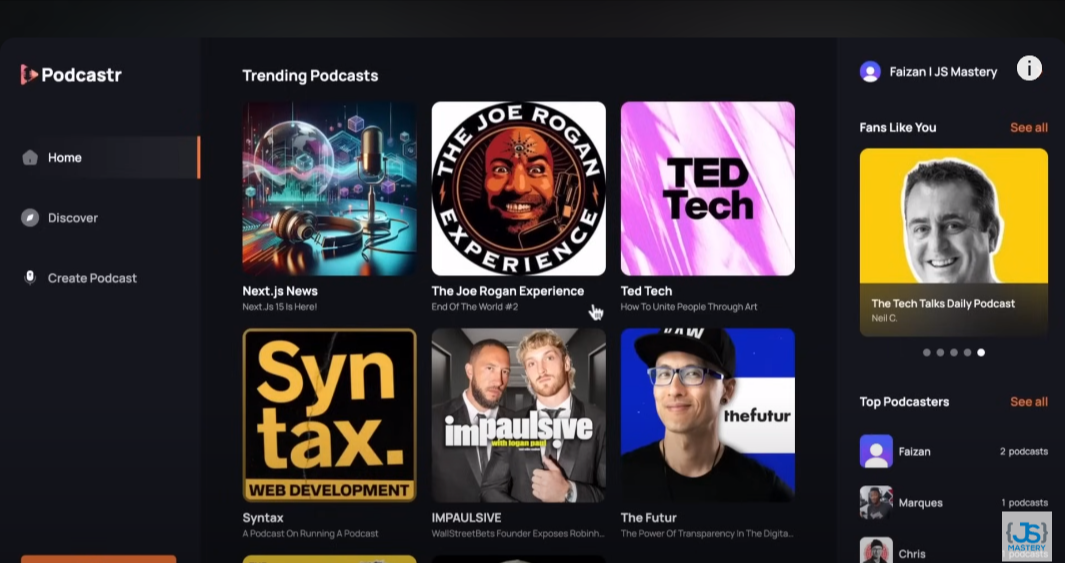 Podcastr
Home
Discover
Create Podcast
Trending Podcasts
THE JOE ROGAN
EXPERIENCE
TED
Tech
Next.js News
Next.Js 15 Is Here!
The Joe Rogan Experience
End Of The World #2
Ted Tech
How To Unite People Through Art
Syn
tax.
WEB DEVELOPMENT
impaulsive
with logan paul
thefutur
Syntax
A Podcast On Running A Podcast
IMPAULSIVE
WallStreetBets Founder Exposes Robinh...
The Futur
The Power Of Transparency In The Digita...
Faizan | JS Mastery
i
Fans Like You
See all
The Tech Talks Daily Podcast
Neil C.
Top Podcasters
See all
Faizan
2 podcasts
Marques
1 podcasts
Chris
{JS}
MASTERY